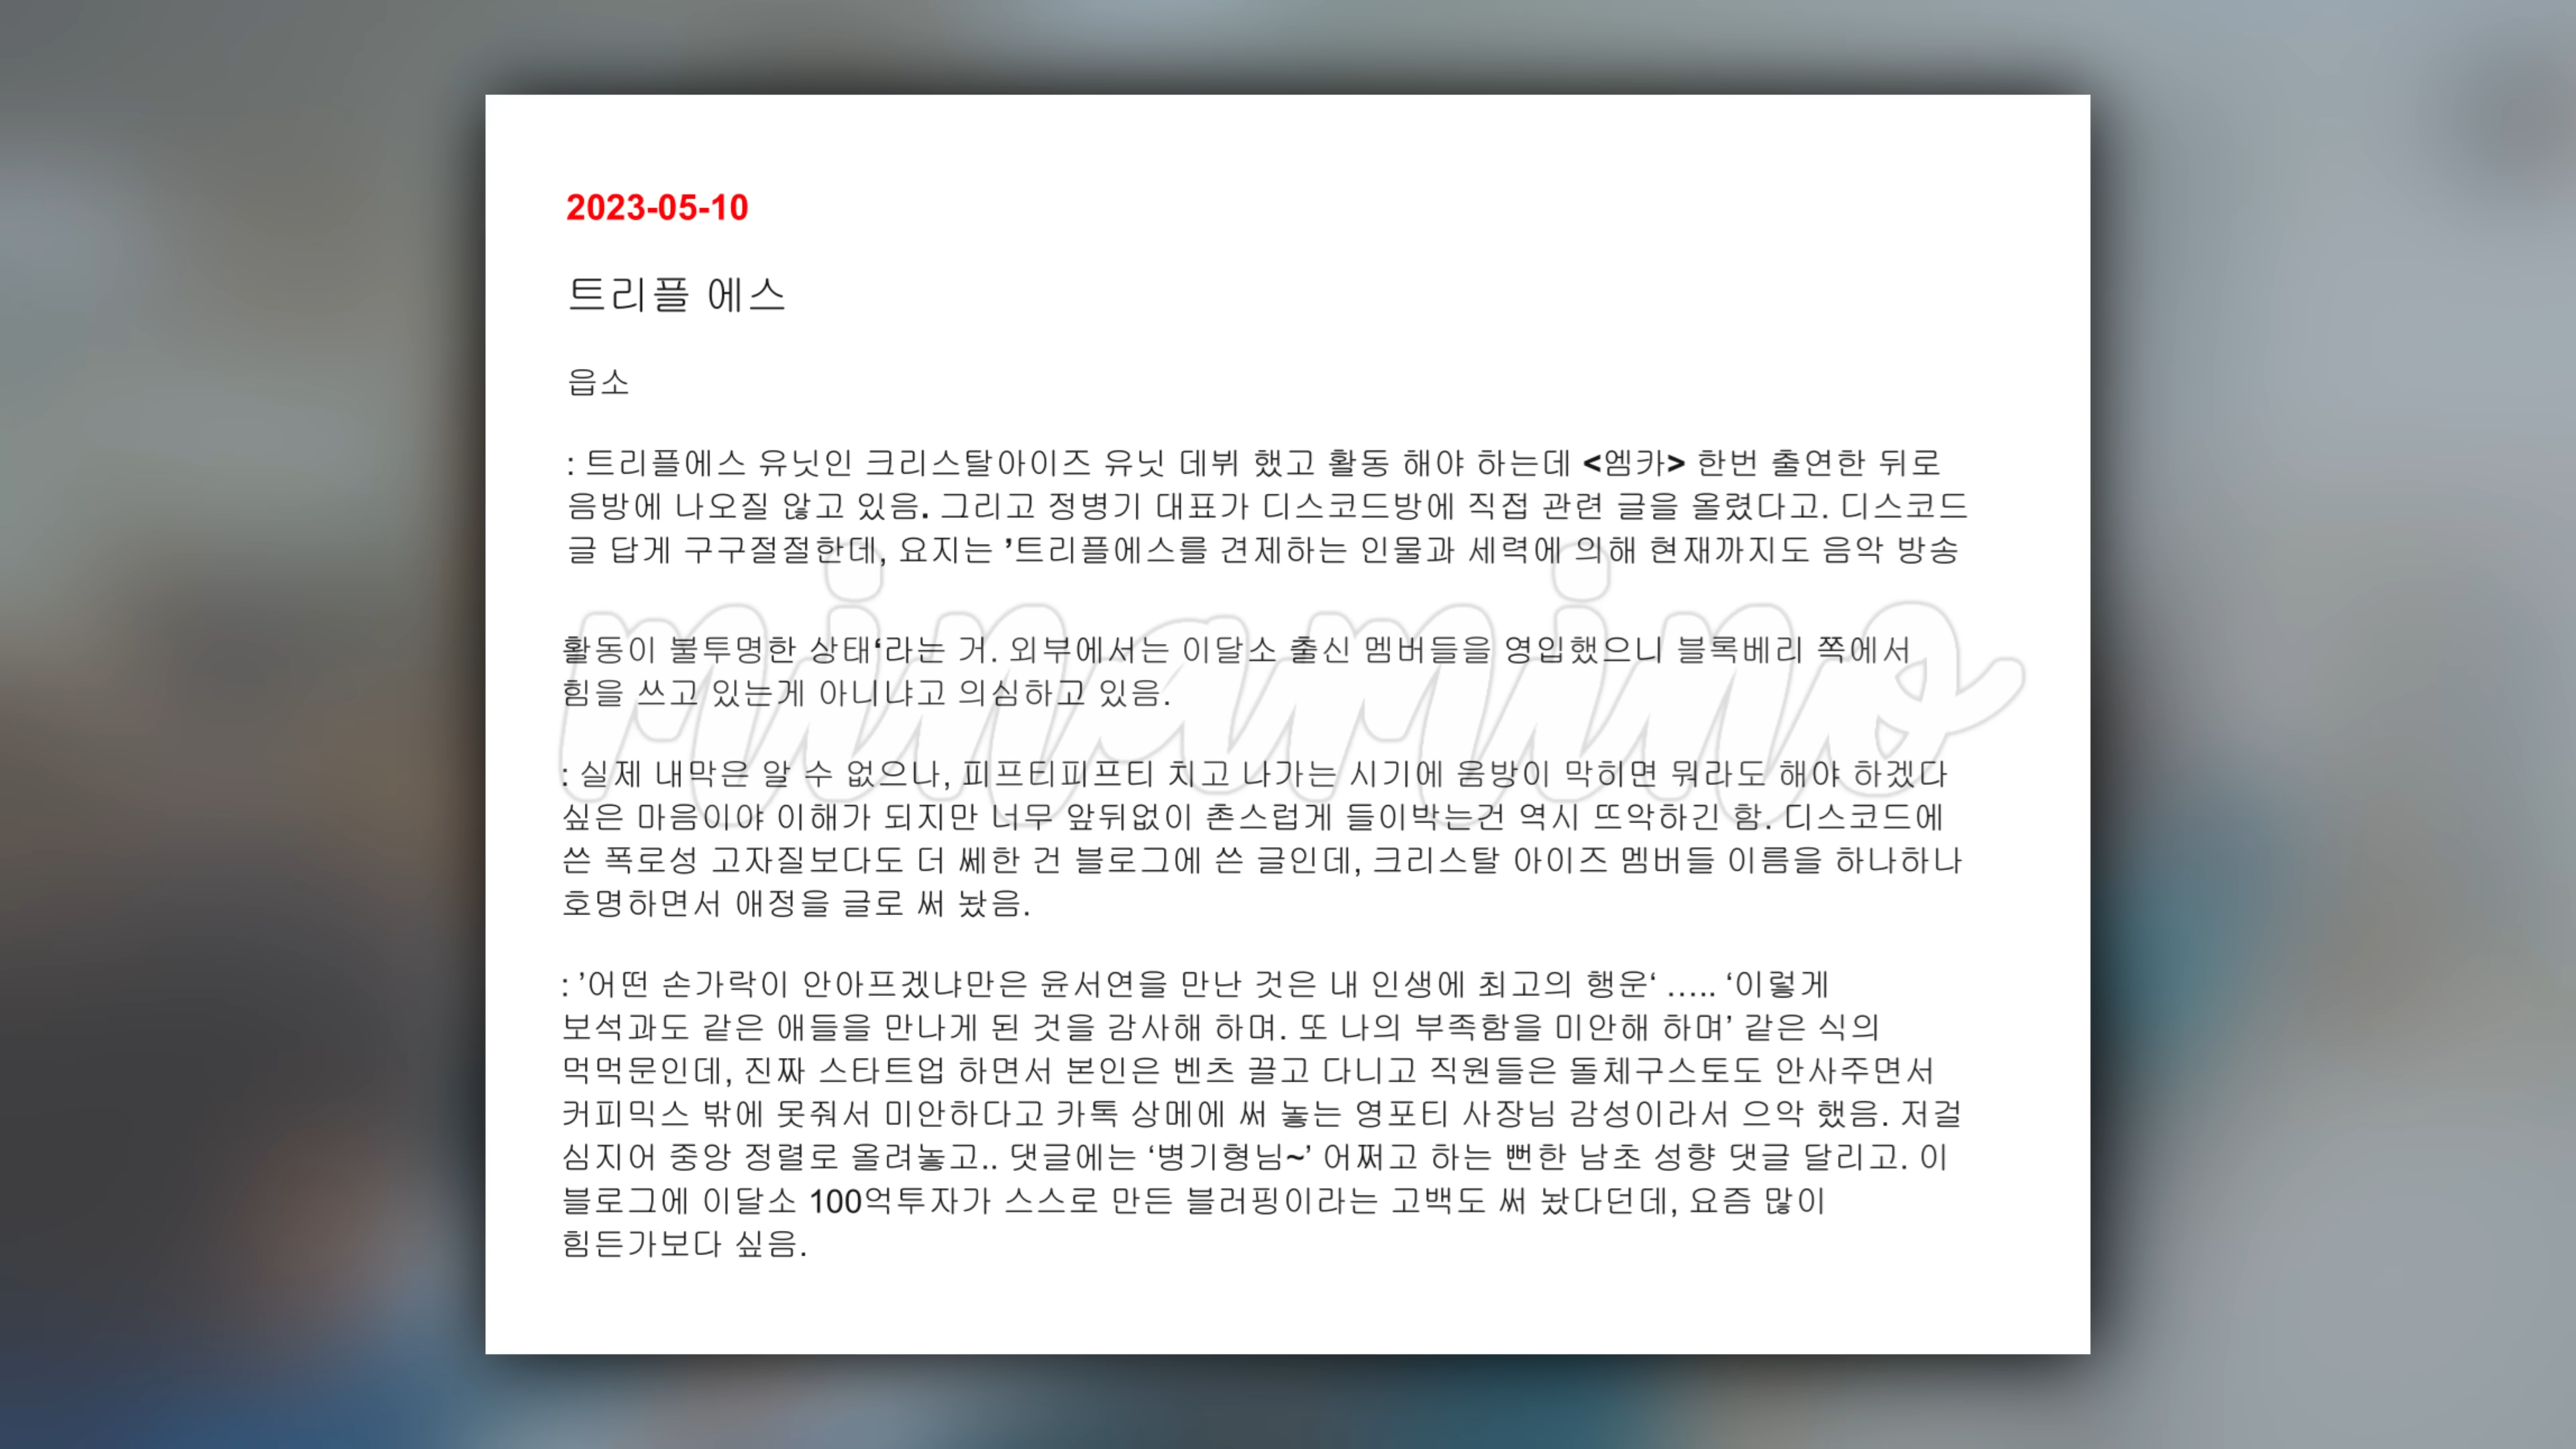 2023-05-10
트리플 에스
읍소
: 트리플에스 유닛인 크리스탈아이즈 유닛 데뷔 했고 활동 해야 하는데 <엠카> 한번 출연한 뒤로
음방에 나오질 않고 있음. 그리고 정병기 대표가 디스코드방에 직접 관련 글을 올렸다고. 디스코드
글 답게 구구절절한데, 요지는 ’트리플에스를 견제하는 인물과 세력에 의해 현재까지도 음악 방송
활동이 불투명한 상태‘라는 거. 외부에서는 이달소 출신 멤버들을 영입했으니 블록베리 쪽에서
힘을 쓰고 있는게 아니냐고 의심하고 있음.
minamino
: 실제 내막은 알 수 없으나, 피프티피프티 치고 나가는 시기에 음방이 막히면 뭐라도 해야 하겠다
싶은 마음이야 이해가 되지만 너무 앞뒤없이 촌스럽게 들이박는건 역시 뜨악하긴 함. 디스코드에
쓴 폭로성 고자질보다도 더 쎄한 건 블로그에 쓴 글인데, 크리스탈 아이즈 멤버들 이름을 하나하나
호명하면서 애정을 글로 써 놨음.
: ’어떤 손가락이 안아프겠냐만은 윤서연을 만난 것은 내 인생에 최고의 행운‘ ….. ‘이렇게
보석과도 같은 애들을 만나게 된 것을 감사해 하며. 또 나의 부족함을 미안해 하며’ 같은 식의
먹먹문인데, 진짜 스타트업 하면서 본인은 벤츠 끌고 다니고 직원들은 돌체구스토도 안사주면서
커피믹스 밖에 못줘서 미안하다고 카톡 상메에 써 놓는 영포티 사장님 감성이라서 으악 했음. 저걸
심지어 중앙 정렬로 올려놓고.. 댓글에는 ‘병기형님~’ 어쩌고 하는 뻔한 남초 성향 댓글 달리고. 이
블로그에 이달소 100억투자가 스스로 만든 블러핑이라는 고백도 써 놨다던데, 요즘 많이
힘든가보다 싶음.